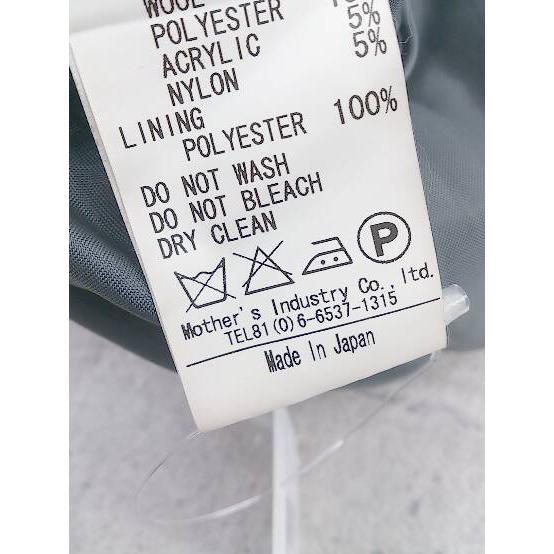 WOOL
POLYESTER
ACRYLIC 5%
NYLON 5%
LINING
POLYESTER 100%
DO NOT WASH
DO NOT BLEACH
DRY CLEAN
P
Mother's Industry Co., ltd.
TEL81(0)6-6537-1315
Made In Japan